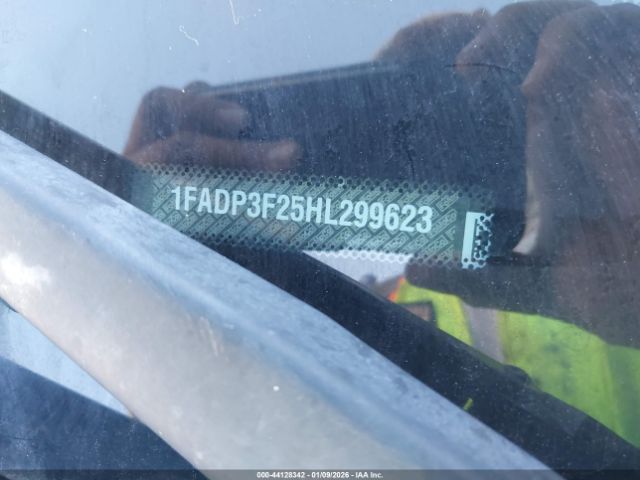 1FADP3F25HL299623
000-44128342 | 01/09/2026 - IAA Inc.